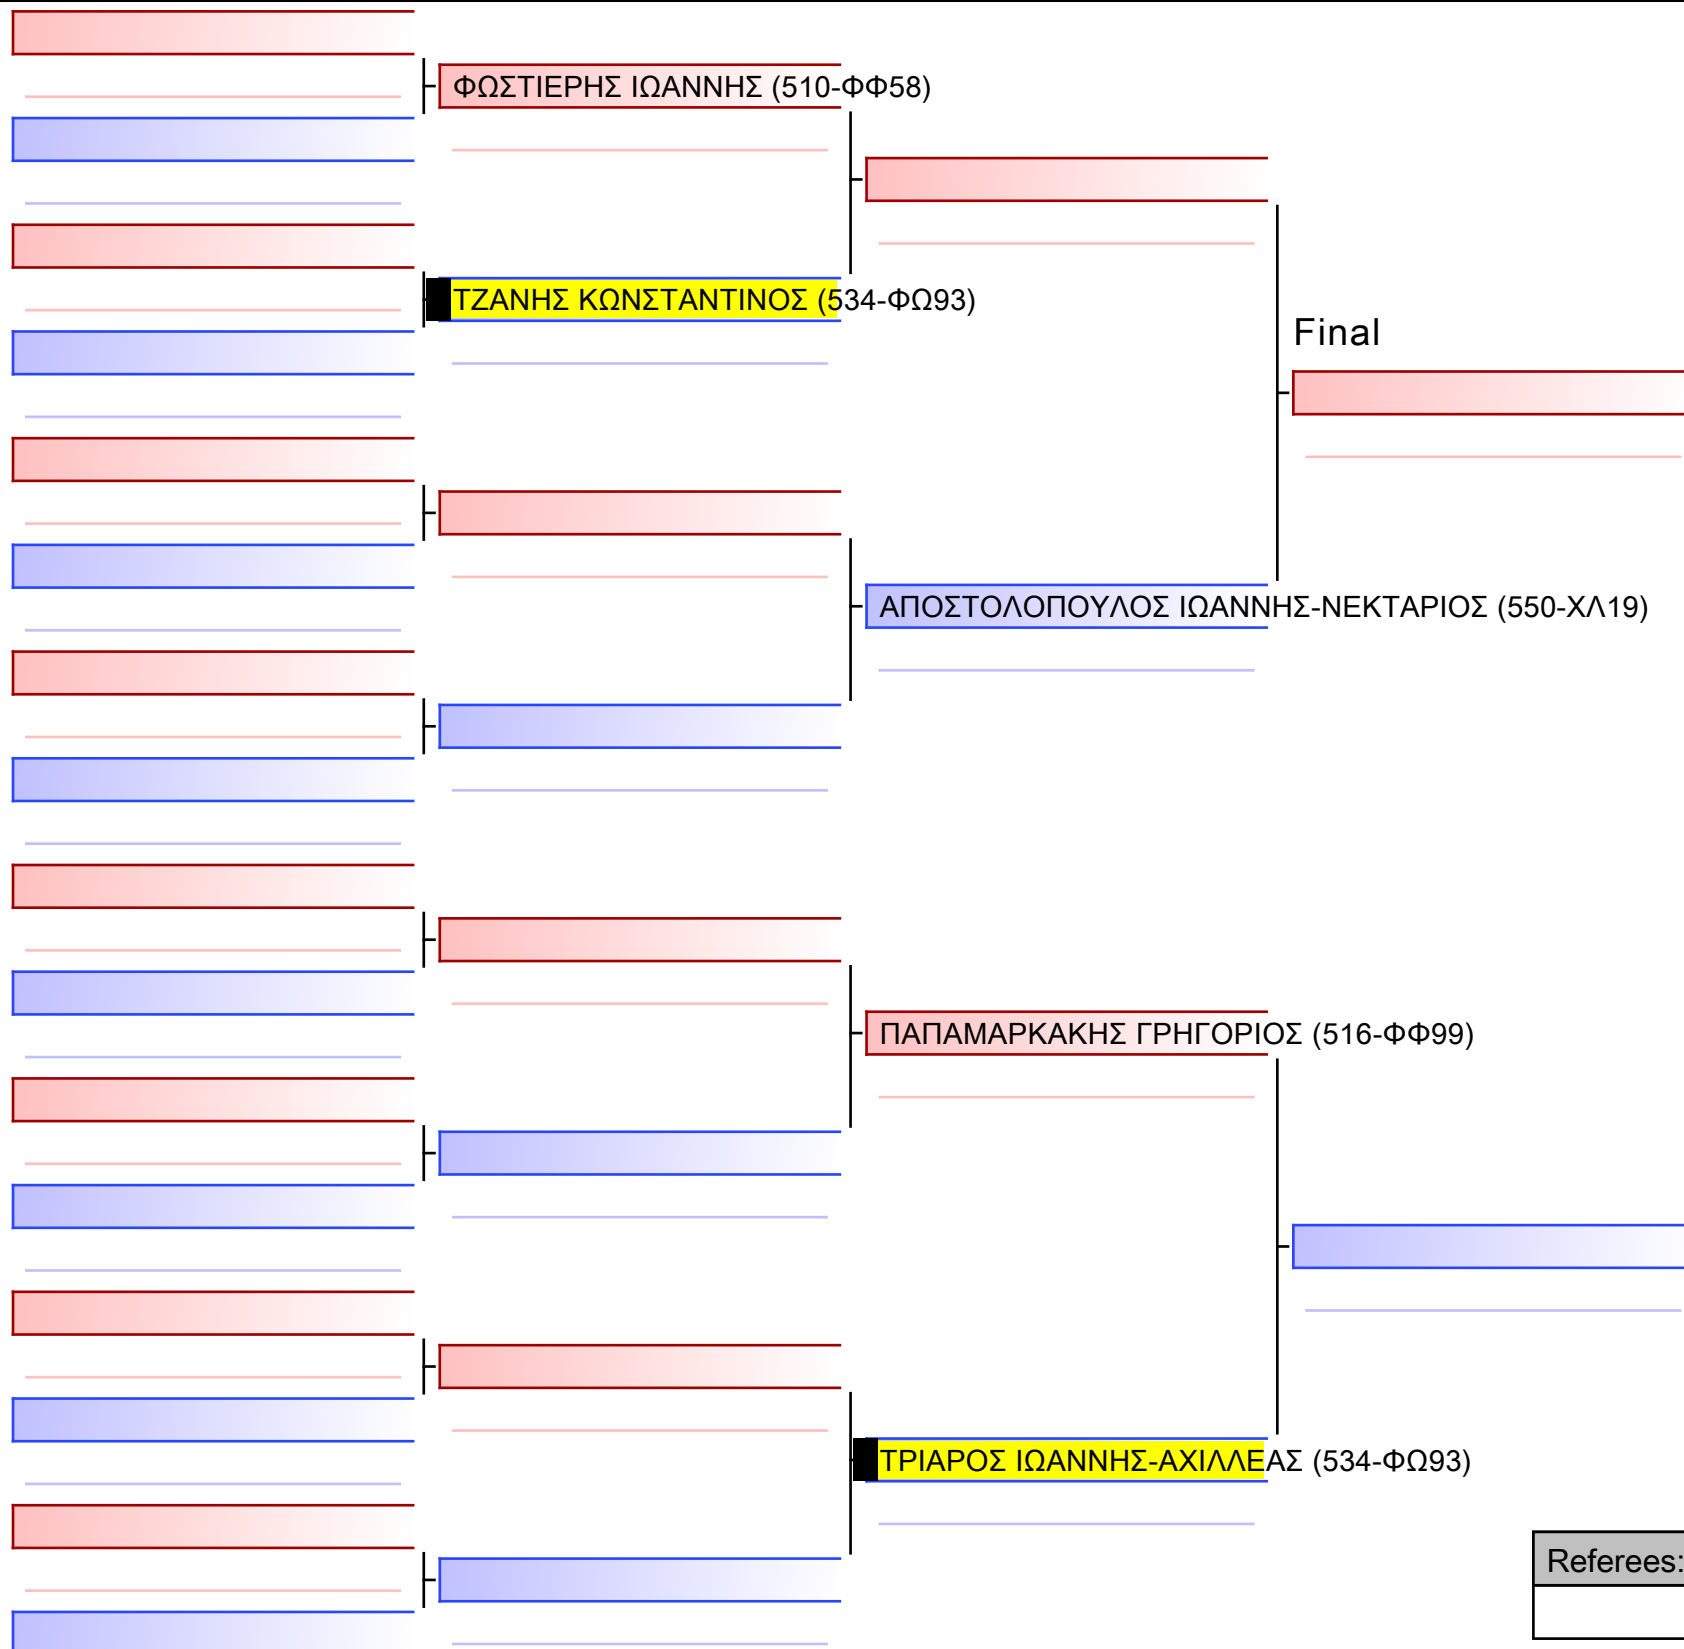 ΦΩΣΤΙΕΡΗΣ ΙΩΑΝΝΗΣ (510-ΦΦ58)
ΤΖΑΝΗΣ ΚΩΝΣΤΑΝΤΙΝΟΣ (534-ΦΩ93)
Final
ΑΠΟΣΤΟΛΟΠΟΥΛΟΣ ΙΩΑΝΝΗΣ-ΝΕΚΤΑΡΙΟΣ (550-ΧΛ19)
ΠΑΠΑΜΑΡΚΑΚΗΣ ΓΡΗΓΟΡΙΟΣ (516-ΦΦ99)
ΤΡΙΑΡΟΣ ΙΩΑΝΝΗΣ-ΑΧΙΛΛΕΑΣ (534-ΦΩ93)
Referees: